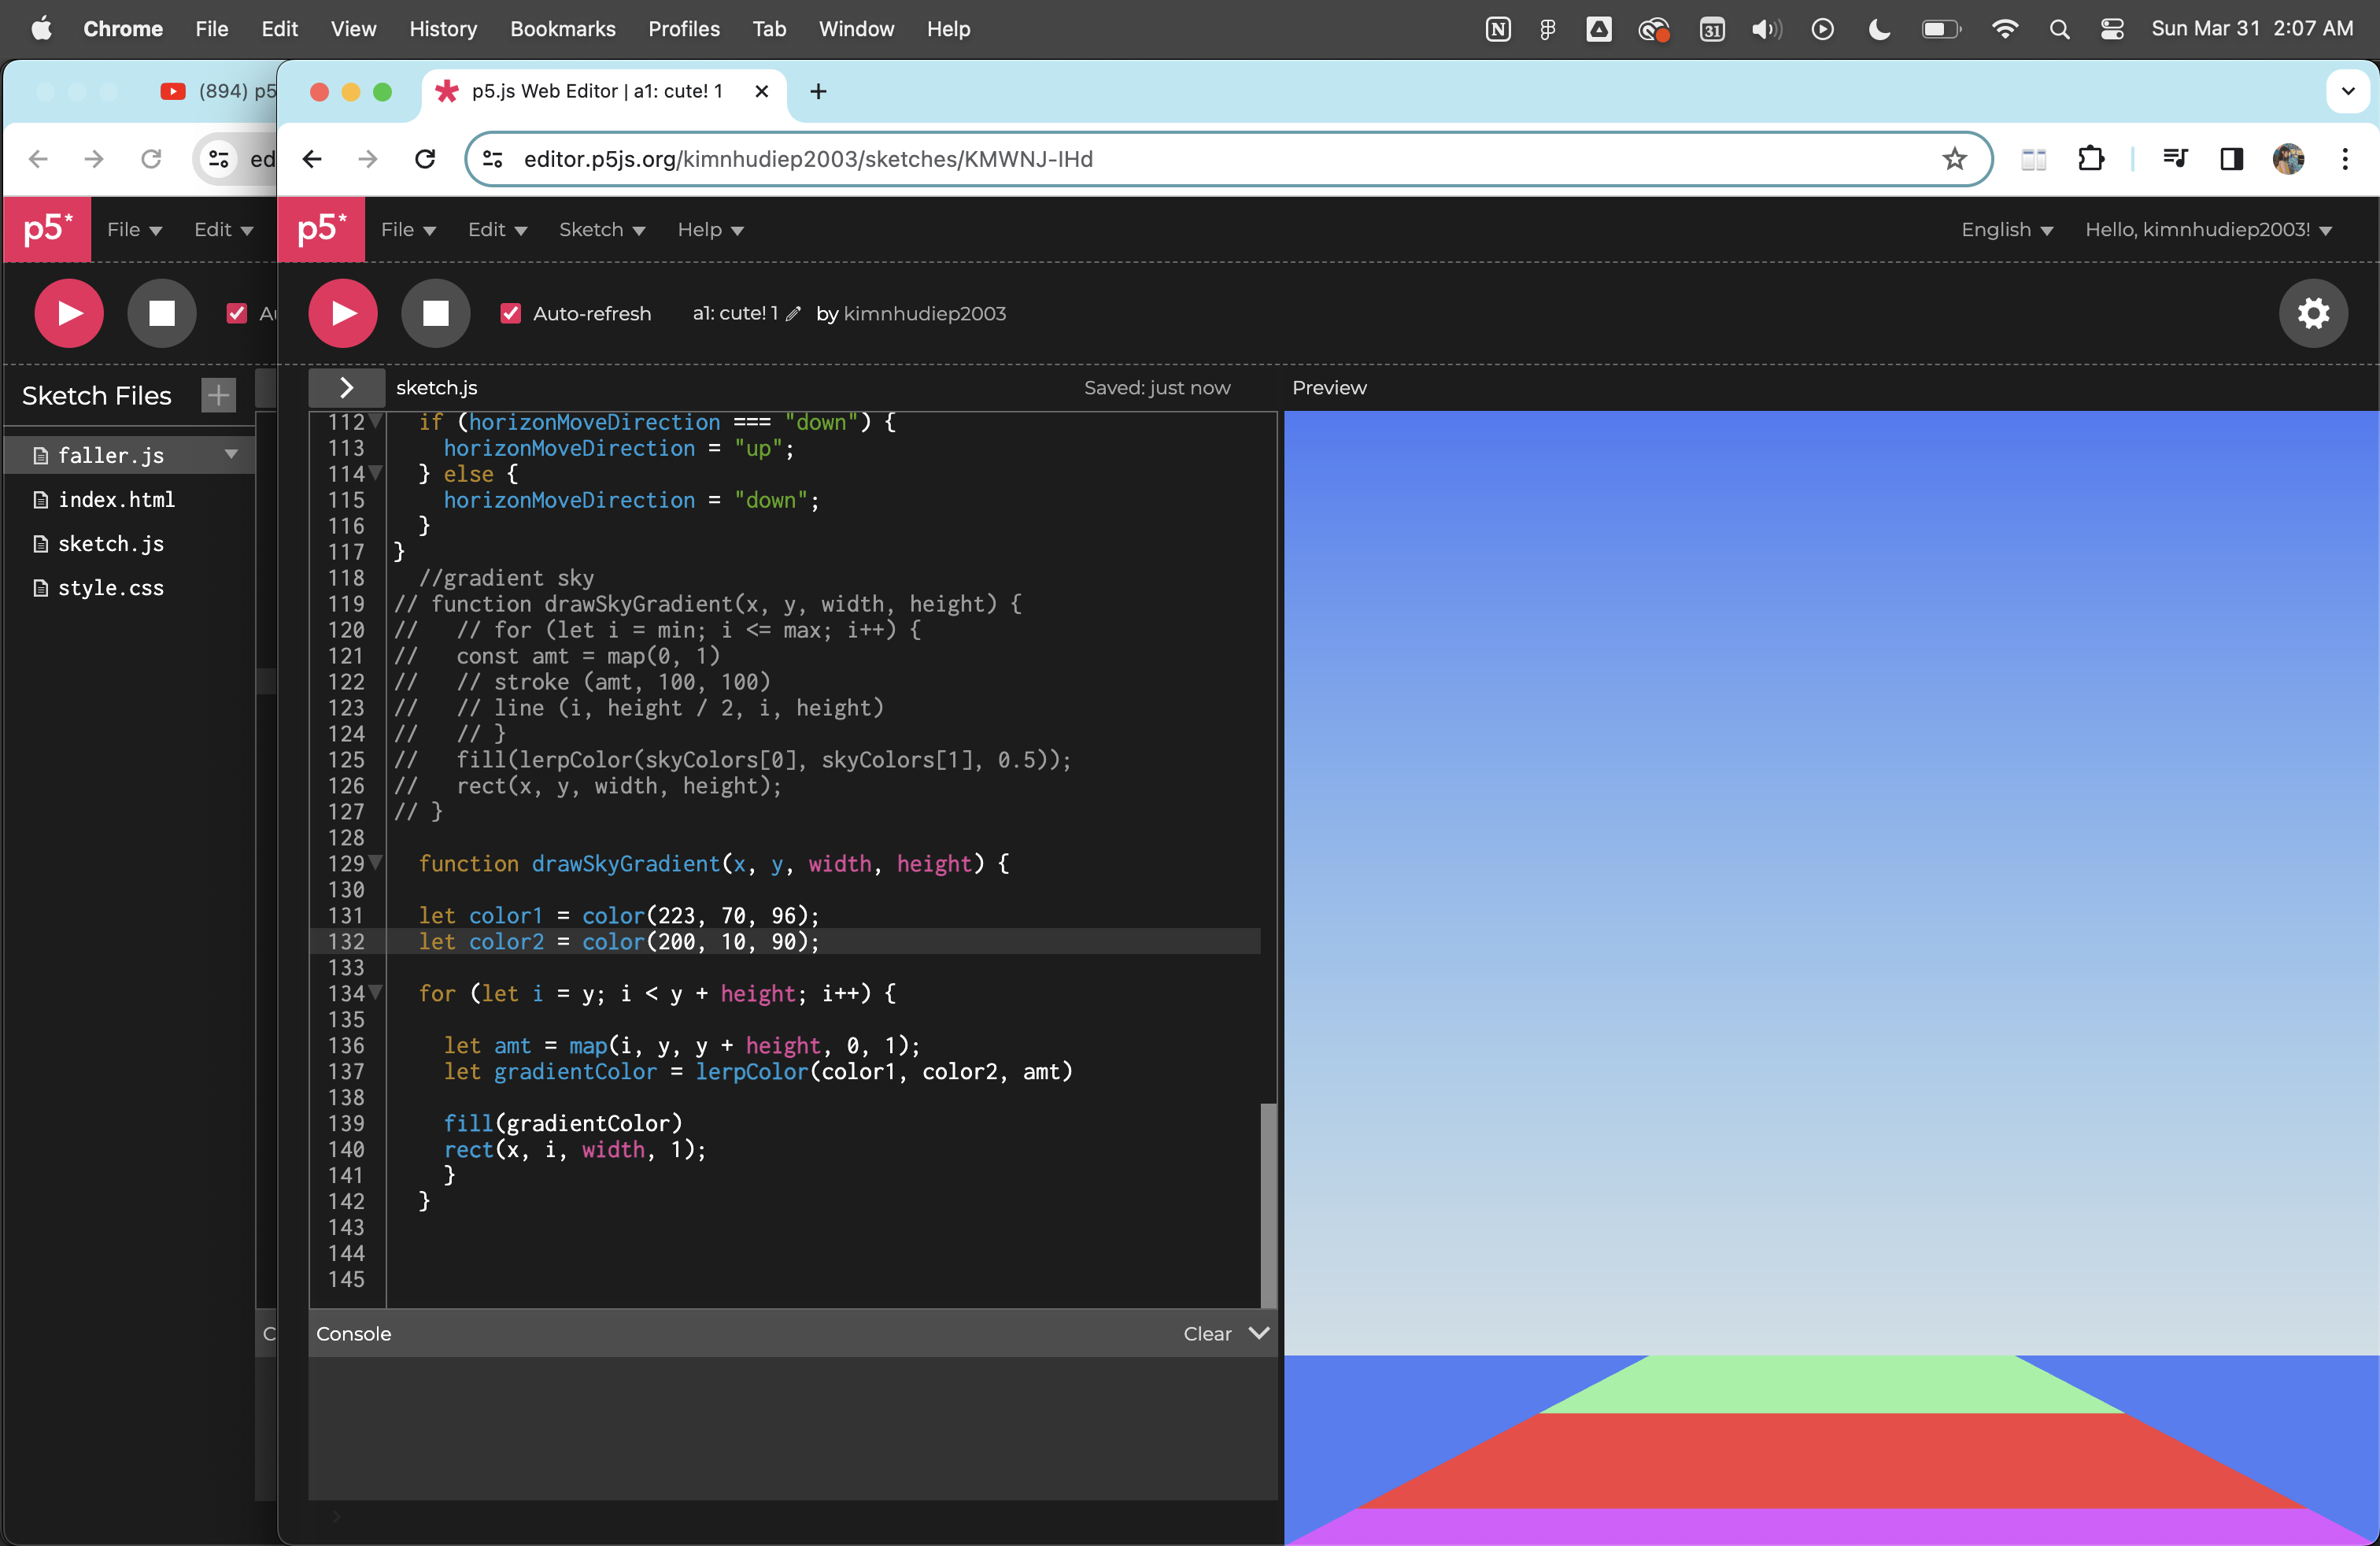 Chrome File Edit View History Bookmarks Profiles Tab Window Help 31 Sun Mar 31 2:07 AM
(894) p5
p5.js Web Editor | a1: cute! 1
ed
editor.p5js.org/kimnhudiep2003/sketches/KMWNJ-IHd
p5* File Edit
p5* File Edit Sketch Help English Hello, kimnhudiep2003!
Auto-refresh a1: cute! 1 by kimnhudiep2003
Sketch Files
faller.js
index.html
sketch.js
style.css
sketch.js Saved: just now Preview
112 if (horizonMoveDirection === "down") {
113 horizonMoveDirection = "up";
114 } else {
115 horizonMoveDirection = "down";
116 }
117 }
118 //gradient sky
119 // function drawSkyGradient(x, y, width, height) {
120 // // for (let i = min; i <= max; i++) {
121 // const amt = map(0, 1)
122 // // stroke (amt, 100, 100)
123 // // line (i, height / 2, i, height)
124 // // }
125 // fill(lerpColor(skyColors[0], skyColors[1], 0.5));
126 // rect(x, y, width, height);
127 // }
128
129 function drawSkyGradient(x, y, width, height) {
130
131 let color1 = color(223, 70, 96);
132 let color2 = color(200, 10, 90);
133
134 for (let i = y; i < y + height; i++) {
135
136 let amt = map(i, y, y + height, 0, 1);
137 let gradientColor = lerpColor(color1, color2, amt)
138
139 fill(gradientColor)
140 rect(x, i, width, 1);
141 }
142 }
143
144
145
Console Clear